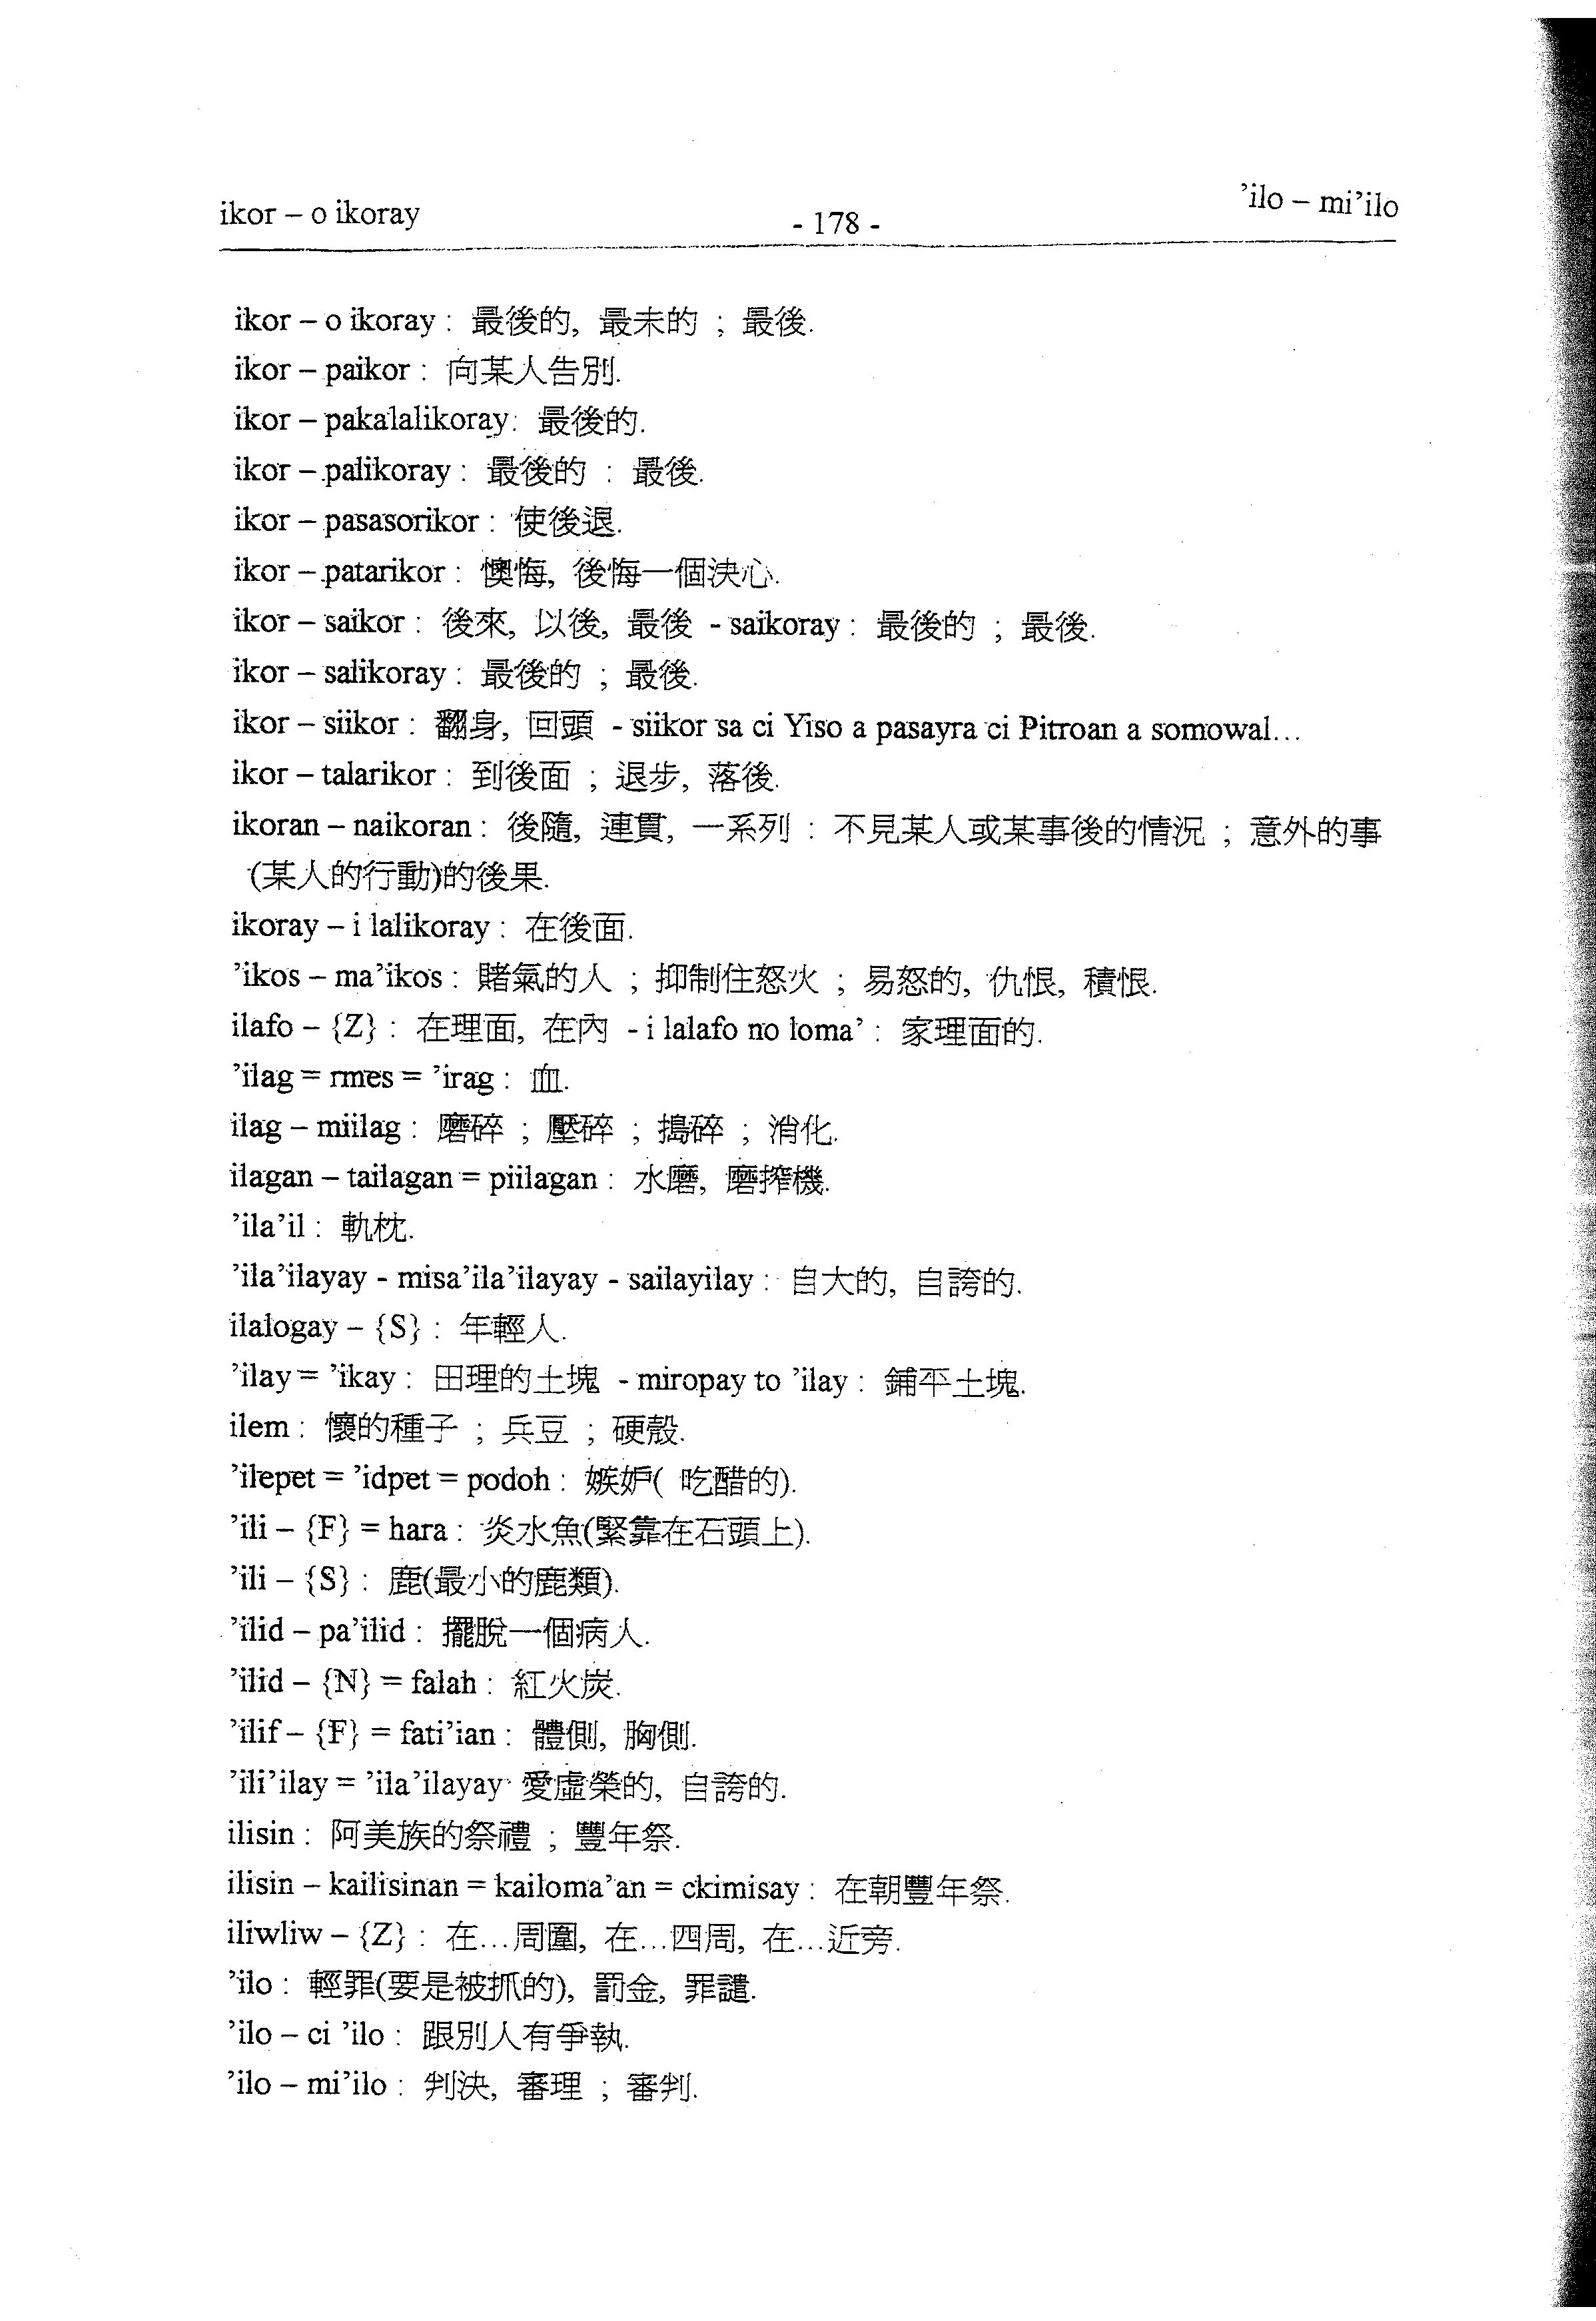 ikor – o ikoray
- 178 -
’ilo – mi’ilo
ikor – o ikoray : 最後的, 最末的 ; 最後.
ikor – paikor : 向某人告別.
ikor – pakalalikoray: 最後的.
ikor – palikoray : 最後的 : 最後.
ikor – pasasorikor : 使後退.
ikor – patarikor : 懊悔, 後悔一個決心.
ikor – saikor : 後來, 以後, 最後 - saikoray : 最後的 ; 最後.
ikor – salikoray : 最後的 ; 最後.
ikor – siikor : 翻身, 回頭 - siikor sa ci Yiso a pasayra ci Pitroan a somowal...
ikor – talarikor : 到後面 ; 退步, 落後.
ikoran – naikoran : 後隨, 連貫, 一系列 : 不見某人或某事後的情況 ; 意外的事
(某人的行動)的後果.
ikoray – i lalikoray : 在後面.
’ikos – ma’ikos : 賭氣的人 ; 抑制住怒火 ; 易怒的, 仇恨, 積恨.
ilafo – {Z} : 在理面, 在內 - i lalafo no loma’ : 家理面的.
’ilag = rmes = ’irag : 血.
ilag – miilag : 磨碎 ; 壓碎 ; 搗碎 ; 消化.
ilagan – tailagan = piilagan : 水磨, 磨搾機.
’ila’il : 軌枕.
’ila’ilayay - misa’ila’ilayay - sailayilay : 自大的, 自誇的.
ilalogay – {S} : 年輕人.
’ilay = ’ikay : 田理的土塊 - miropay to ’ilay : 鋪平土塊.
ilem : 懷的種子 ; 兵豆 ; 硬殼.
’ilepet = ’idpet = podoh : 嫉妒( 吃醋的).
’ili – {F} = hara : 炎水魚(緊靠在石頭上).
’ili – {S} : 鹿(最小的鹿類).
’ilid – pa’ilid : 擺脫一個病人.
’ilid – {N} = falah : 紅火炭.
’ilif – {F} = fati’ian : 體側, 胸側.
’ili’ilay = ’ila’ilayay 愛虛榮的, 自誇的.
ilisin : 阿美族的祭禮 ; 豐年祭.
ilisin – kailisinan = kailoma’an = ckimisay : 在朝豐年祭.
iliwliw – {Z} : 在...周圍, 在...四周, 在...近旁.
’ilo : 輕罪(要是被抓的), 罰金, 罪譴.
’ilo – ci ’ilo : 跟別人有爭執.
’ilo – mi’ilo : 判決, 審理 ; 審判.